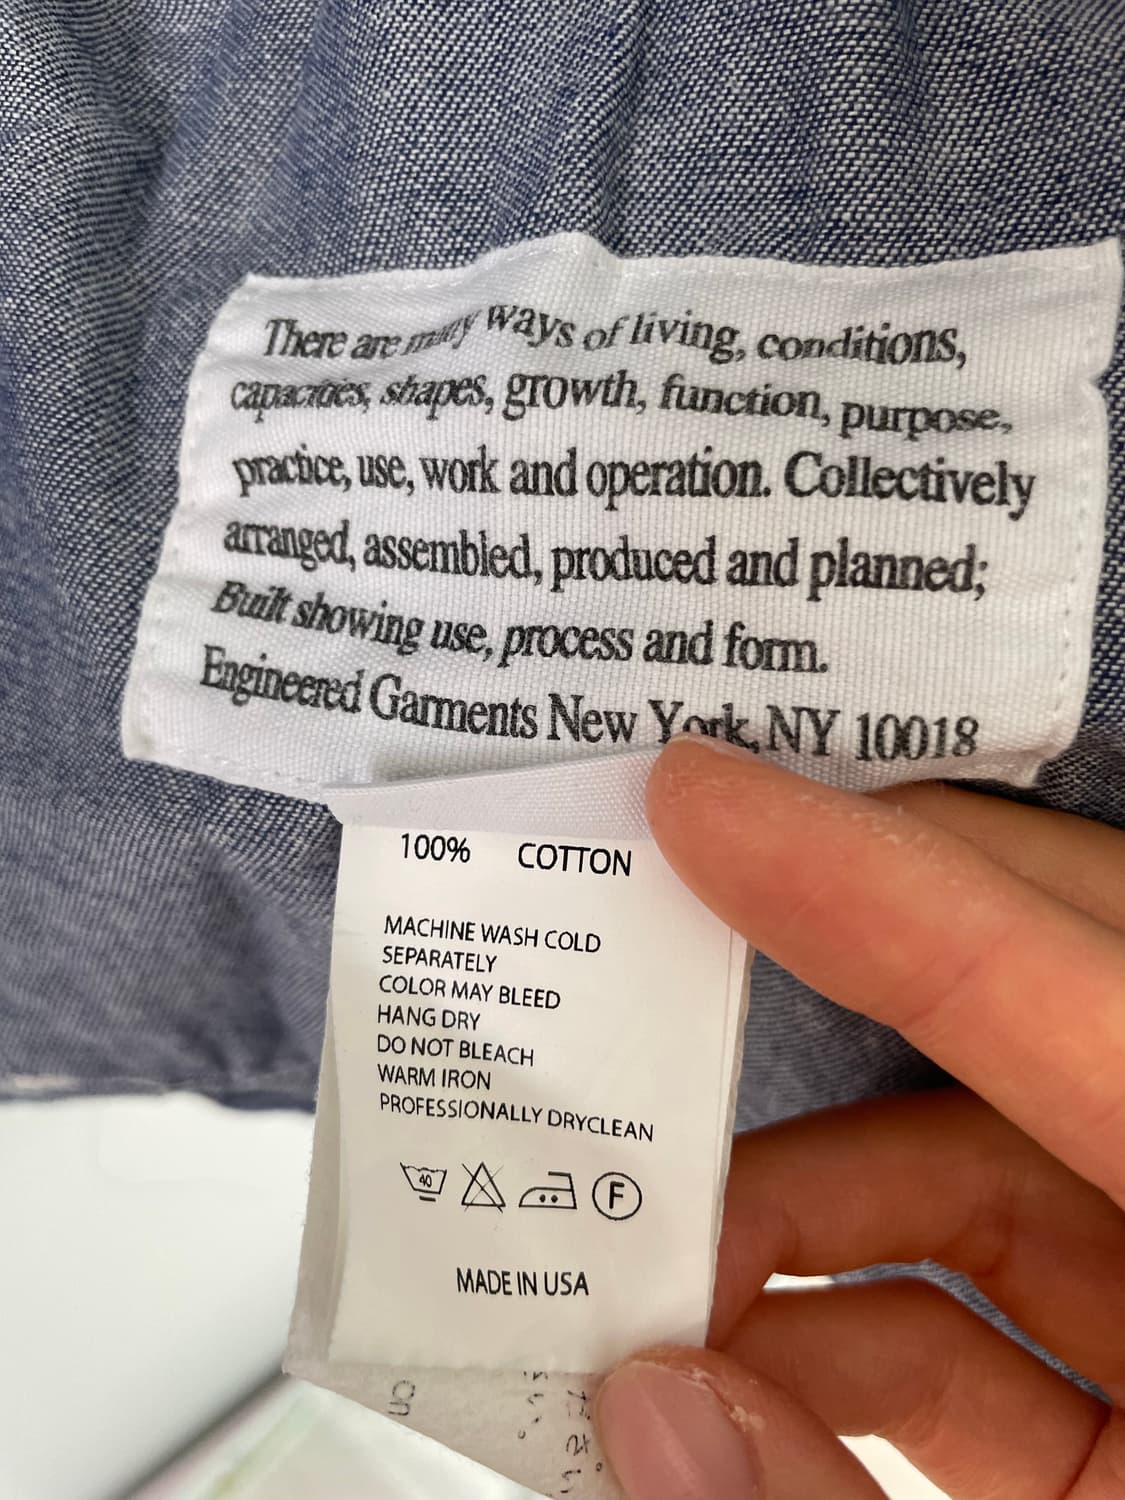 There are many ways of living, conditions,
capacities, shapes, growth, function, purpose,
practice, use, work and operation. Collectively
arranged, assembled, produced and planned;
Built showing use, process and form.
Engineered Garments New York, NY 10018
100% COTTON
MACHINE WASH COLD
SEPARATELY
COLOR MAY BLEED
HANG DRY
DO NOT BLEACH
WARM IRON
PROFESSIONALLY DRYCLEAN
40 F
MADE IN USA